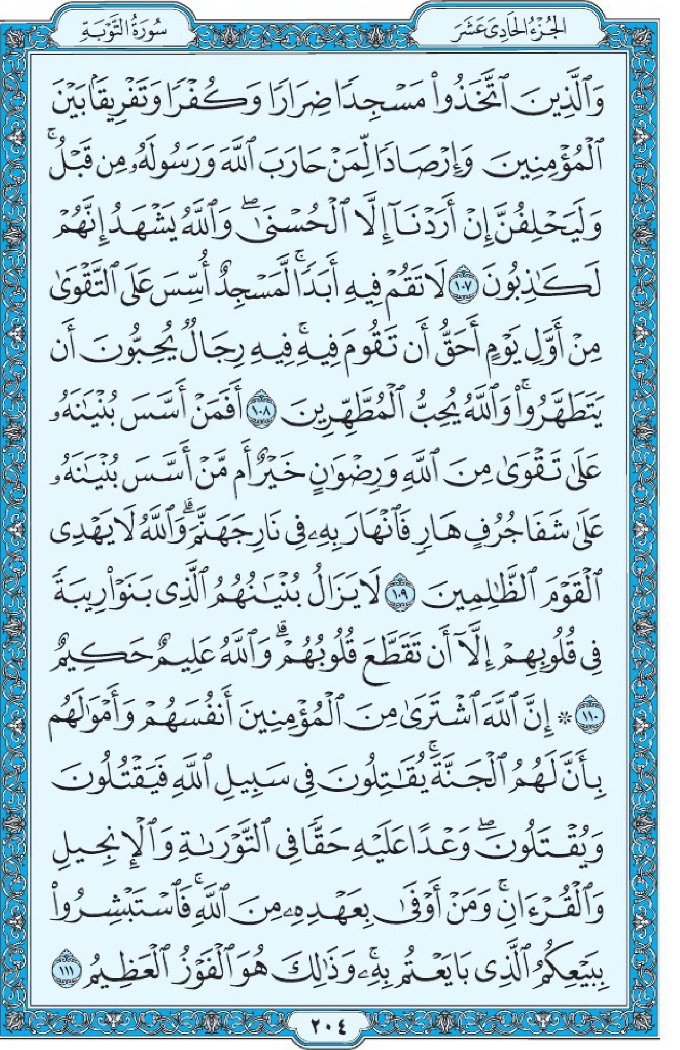 الجُزْءُ الحَادِيَ عَشَرَ
سُورَةُ التَّوْبَةِ
وَٱلَّذِينَ ٱتَّخَذُواْ مَسْجِدٗا ضِرَارٗا وَكُفْرٗا وَتَفْرِيقَۢا بَيْنَ
ٱلْمُؤْمِنِينَ وَإِرْصَادٗا لِّمَنْ حَارَبَ ٱللَّهَ وَرَسُولَهُۥ مِن قَبْلُۚ
وَلَيَحْلِفُنَّ إِنْ أَرَدْنَآ إِلَّا ٱلْحُسْنَىٰۖ وَٱللَّهُ يَشْهَدُ إِنَّهُمْ
لَكَٰذِبُونَ ١٠٧ لَا تَقُمْ فِيهِ أَبَدٗاۚ لَّمَسْجِدٌ أُسِّسَ عَلَى ٱلتَّقْوَىٰ
مِنْ أَوَّلِ يَوْمٍ أَحَقُّ أَن تَقُومَ فِيهِۚ فِيهِ رِجَالٞ يُحِبُّونَ أَن
يَتَطَهَّرُواْۚ وَٱللَّهُ يُحِبُّ ٱلْمُطَّهِّرِينَ ١٠٨ أَفَمَنْ أَسَّسَ بُنْيَٰنَهُۥ
عَلَىٰ تَقْوَىٰ مِنَ ٱللَّهِ وَرِضْوَٰنٍ خَيْرٌ أَم مَّنْ أَسَّسَ بُنْيَٰنَهُۥ
عَلَىٰ شَفَا جُرُفٍ هَارٖ فَٱنْهَارَ بِهِۦ فِي نَارِ جَهَنَّمَۗ وَٱللَّهُ لَا يَهْدِي
ٱلْقَوْمَ ٱلظَّٰلِمِينَ ١٠٩ لَا يَزَالُ بُنْيَٰنُهُمُ ٱلَّذِي بَنَوْاْ رِيبَةٗ
فِي قُلُوبِهِمْ إِلَّآ أَن تَقَطَّعَ قُلُوبُهُمْۗ وَٱللَّهُ عَلِيمٌ حَكِيمٌ
١١٠ ۞ إِنَّ ٱللَّهَ ٱشْتَرَىٰ مِنَ ٱلْمُؤْمِنِينَ أَنفُسَهُمْ وَأَمْوَٰلَهُم
بِأَنَّ لَهُمُ ٱلْجَنَّةَۚ يُقَٰتِلُونَ فِي سَبِيلِ ٱللَّهِ فَيَقْتُلُونَ
وَيُقْتَلُونَۖ وَعْدًا عَلَيْهِ حَقّٗا فِي ٱلتَّوْرَىٰةِ وَٱلْإِنجِيلِ
وَٱلْقُرْءَانِۚ وَمَنْ أَوْفَىٰ بِعَهْدِهِۦ مِنَ ٱللَّهِۚ فَٱسْتَبْشِرُواْ
بِبَيْعِكُمُ ٱلَّذِي بَايَعْتُم بِهِۦۚ وَذَٰلِكَ هُوَ ٱلْفَوْزُ ٱلْعَظِيمُ ١١١
٢٠٤